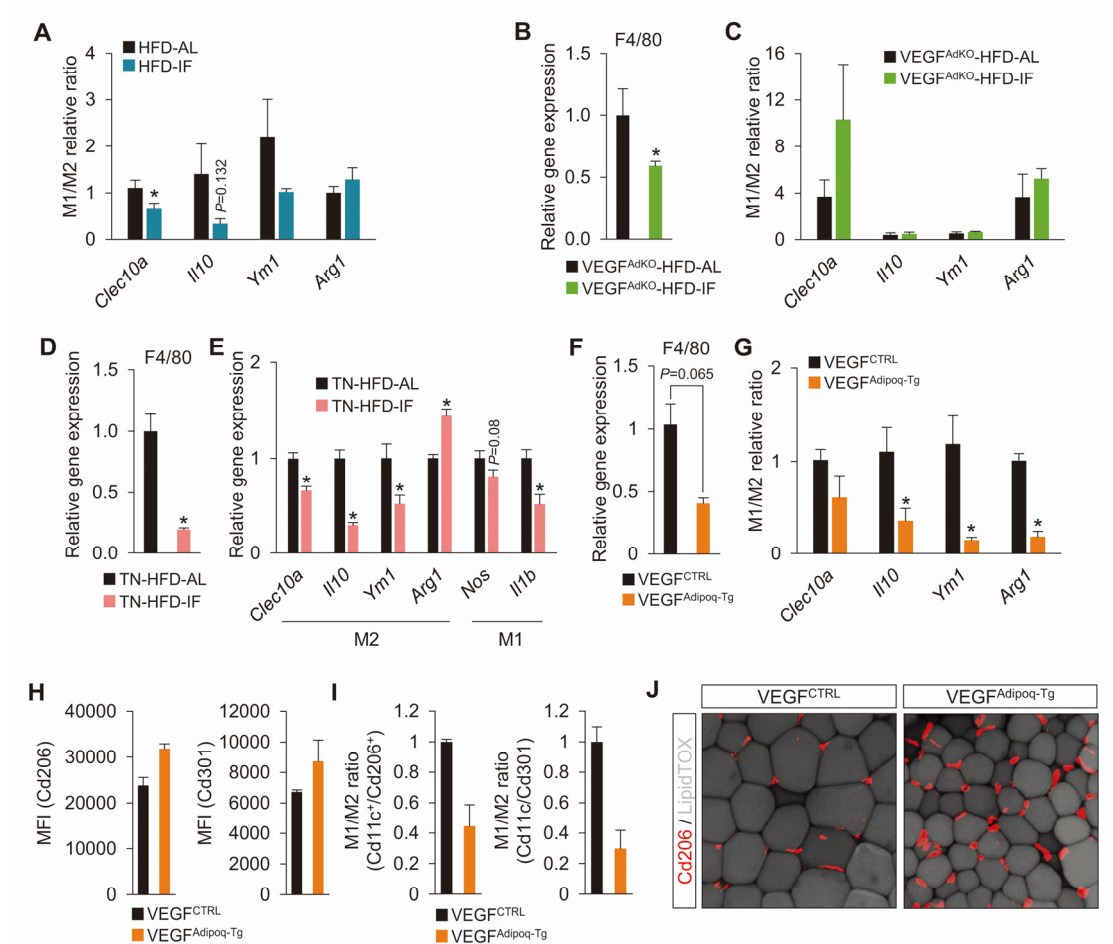 A
HFD-AL
HFD-IF
M1/M2 relative ratio
4
3
2
1
0
*
P=0.132
Clec10a
Il10
Ym1
Arg1
B
F4/80
Relative gene expression
1.5
1.0
0.5
0.0
*
VEGFAdKO-HFD-AL
VEGFAdKO-HFD-IF
C
VEGFAdKO-HFD-AL
VEGFAdKO-HFD-IF
M1/M2 relative ratio
16
12
8
4
0
Clec10a
Il10
Ym1
Arg1
D
F4/80
Relative gene expression
1.5
1.0
0.5
0.0
*
TN-HFD-AL
TN-HFD-IF
E
Relative gene expression
2
1
0
TN-HFD-AL
TN-HFD-IF
*
*
*
*
P=0.08
*
Clec10a
Il10
Ym1
Arg1
Nos
Il1b
M2
M1
F
F4/80
P=0.065
Relative gene expression
1.5
1
0.5
0
VEGFCTRL
VEGFAdipoq-Tg
G
VEGFCTRL
VEGFAdipoq-Tg
M1/M2 relative ratio
2
1
0
*
*
*
Clec10a
Il10
Ym1
Arg1
H
MFI (Cd206)
40000
30000
20000
10000
0
MFI (Cd301)
12000
10000
8000
6000
4000
2000
0
VEGFCTRL
VEGFAdipoq-Tg
I
M1/M2 ratio
(Cd11c+/Cd206+)
1.2
1
0.8
0.6
0.4
0.2
0
M1/M2 ratio
(Cd11c/Cd301)
1.2
1
0.8
0.6
0.4
0.2
0
VEGFCTRL
VEGFAdipoq-Tg
J
VEGFCTRL
VEGFAdipoq-Tg
Cd206 / LipidTOX